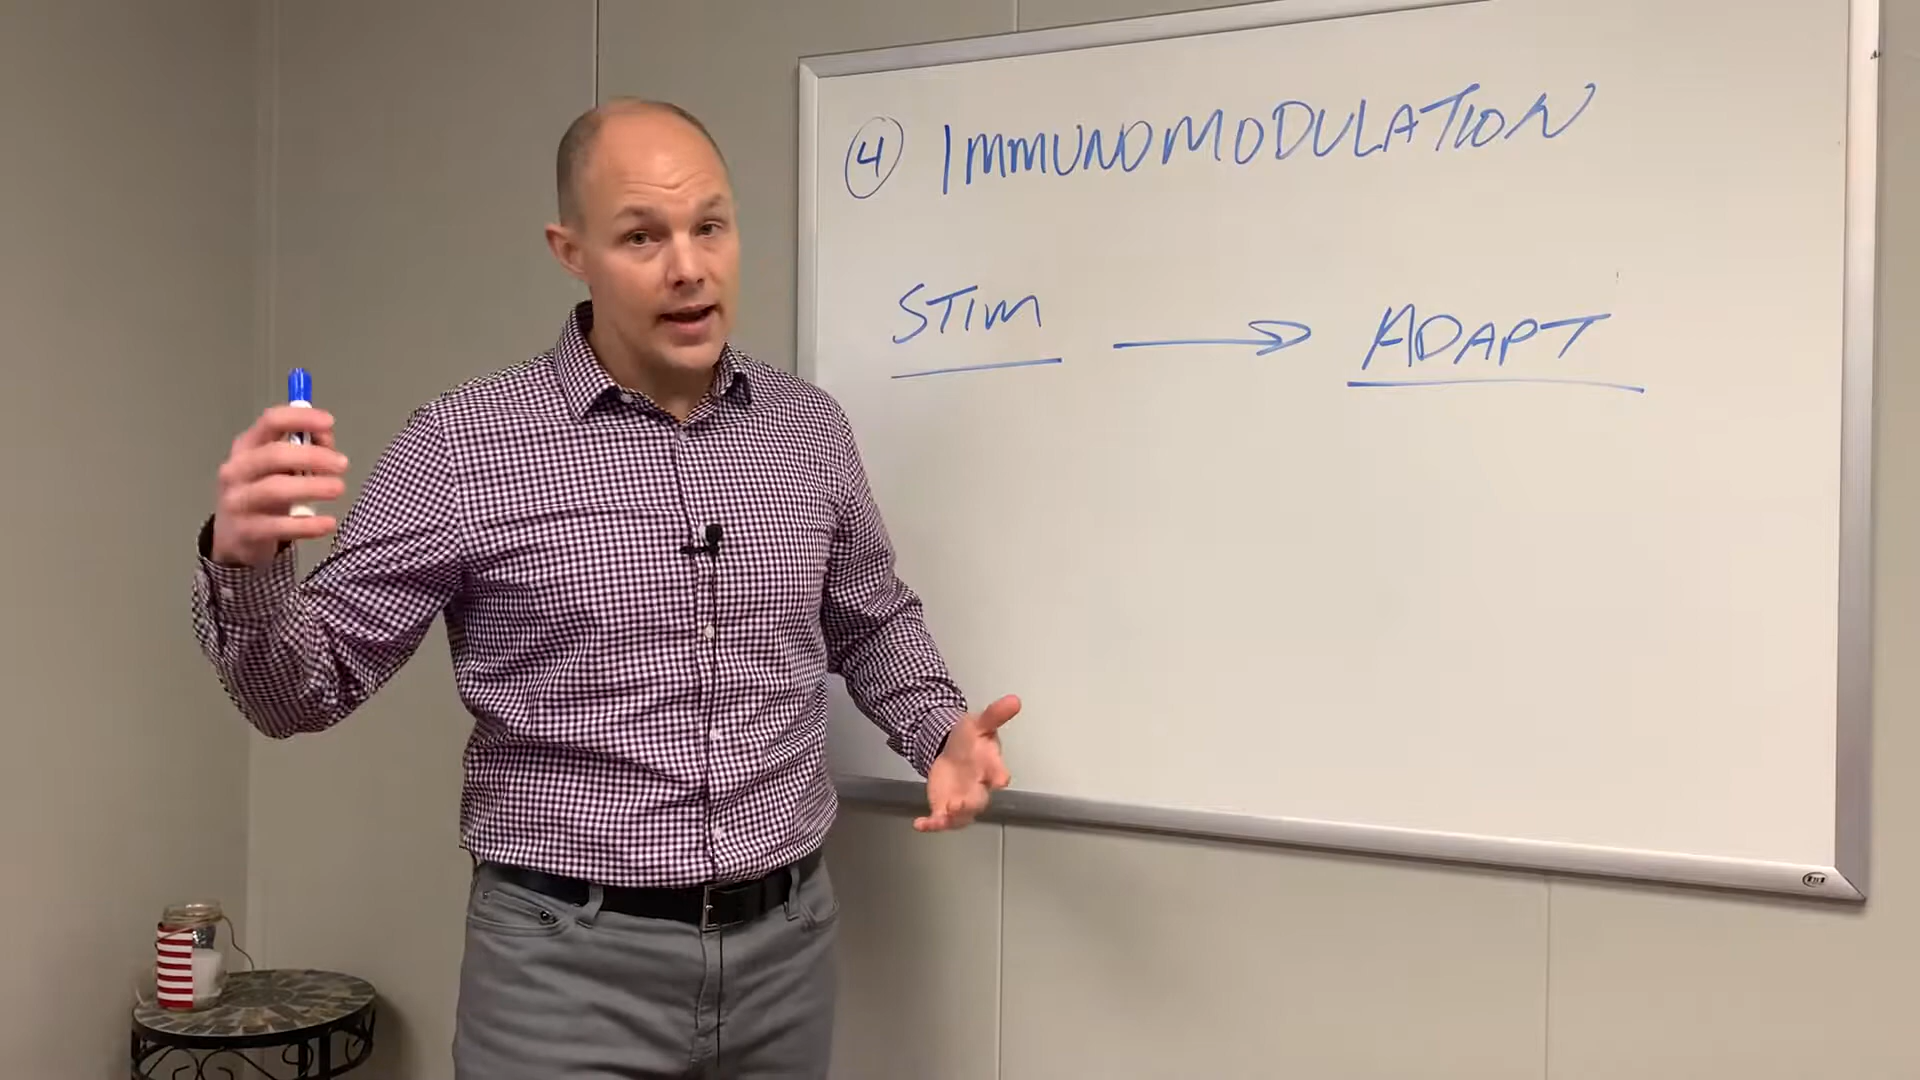 ④ IMMUNOMODULATION
STIM → ADAPT